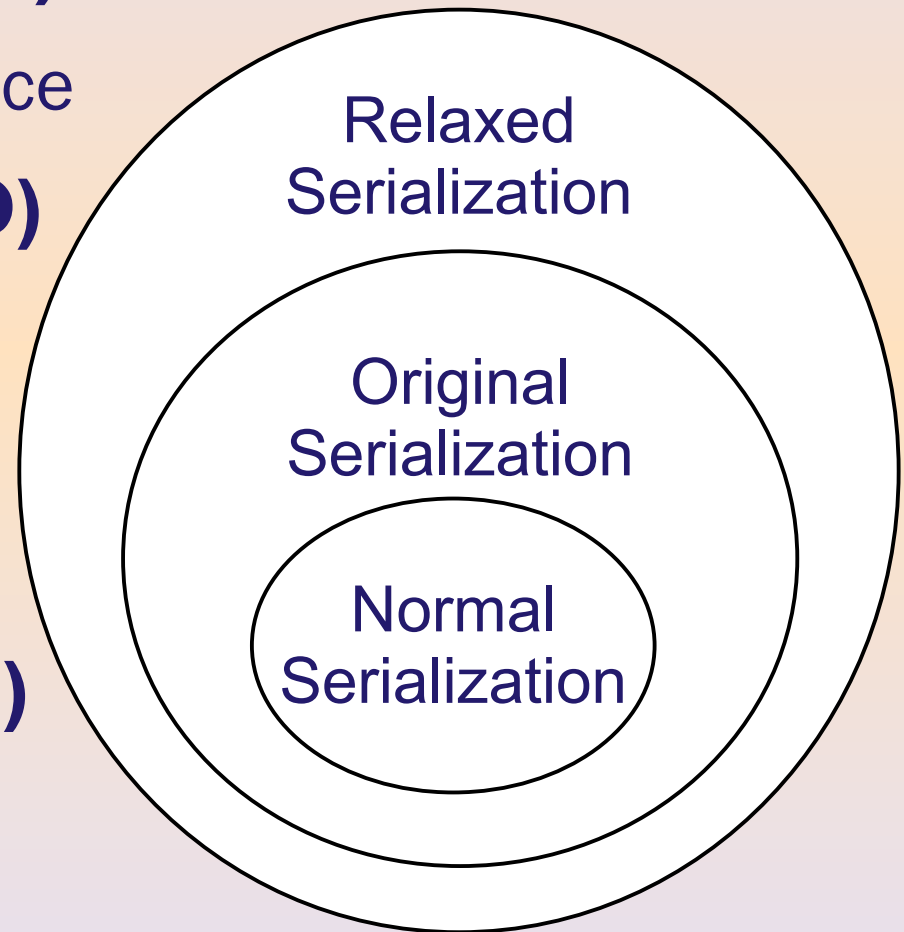 )
ce
Relaxed
Serialization
)
Original
Serialization
Normal
Serialization
)